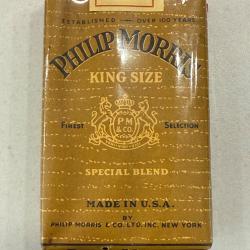 ESTABLISHED OVER 100 YEARS
PHILIP MORRIS
KING SIZE
FINEST SELECTION
PM
& CO.
SPECIAL BLEND
MADE IN U.S.A.
BY
PHILIP MORRIS & CO. LTD. INC. NEW YORK